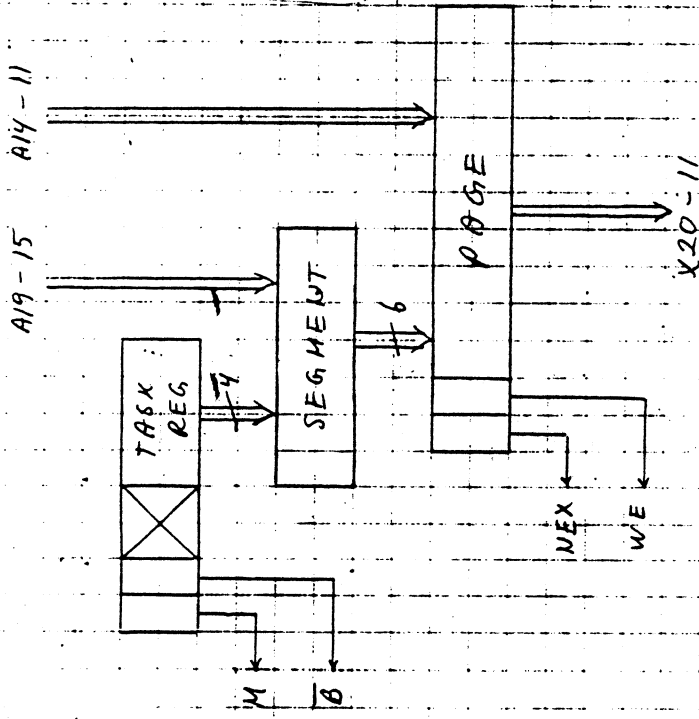 A14-11
A19-15
TASK
REG
4
SEGMENT
6
PAGE
X20-11
NEX
WE
M
B